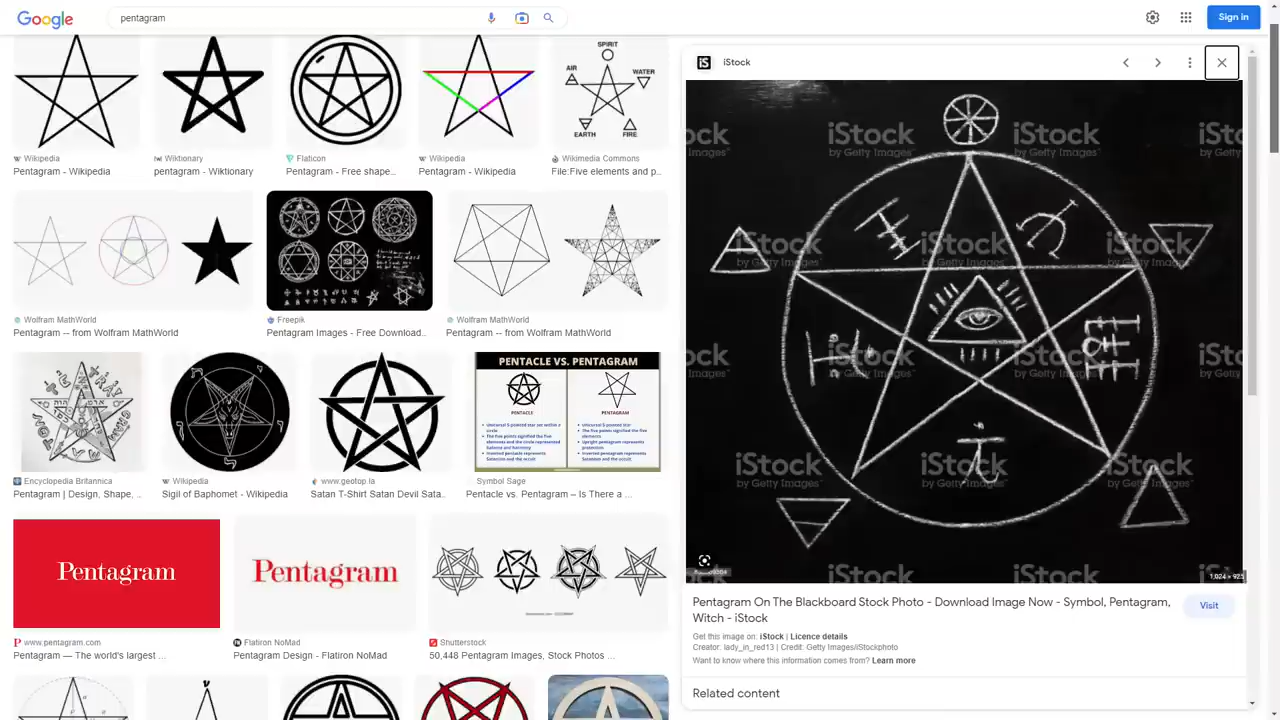 Google
pentagram
Sign in
Wikipedia
Pentagram - Wikipedia
Wiktionary
pentagram - Wiktionary
Flaticon
Pentagram - Free shape...
Wikipedia
Pentagram - Wikipedia
SPIRIT
AIR
WATER
EARTH
FIRE
Wikimedia Commons
File:Five elements and p...
Wolfram MathWorld
Pentagram -- from Wolfram MathWorld
Freepik
Pentagram Images - Free Download...
Wolfram MathWorld
Pentagram -- from Wolfram MathWorld
Encyclopedia Britannica
Pentagram | Design, Shape, ...
Wikipedia
Sigil of Baphomet - Wikipedia
www.geotop.la
Satan T-Shirt Satan Devil Sata...
PENTACLE VS. PENTAGRAM
PENTACLE
PENTAGRAM
Symbol Sage
Pentacle vs. Pentagram – Is There a ...
Pentagram
www.pentagram.com
Pentagram — The world's largest ...
Pentagram
Flatiron NoMad
Pentagram Design - Flatiron NoMad
Shutterstock
50,448 Pentagram Images, Stock Photos ...
iS
iStock
iStock
by Getty Images
1,024 × 925
Pentagram On The Blackboard Stock Photo - Download Image Now - Symbol, Pentagram,
Witch - iStock
Visit
Get this image on: iStock | Licence details
Creator: lady_in_red13 | Credit: Getty Images/iStockphoto
Want to know where this information comes from? Learn more
Related content